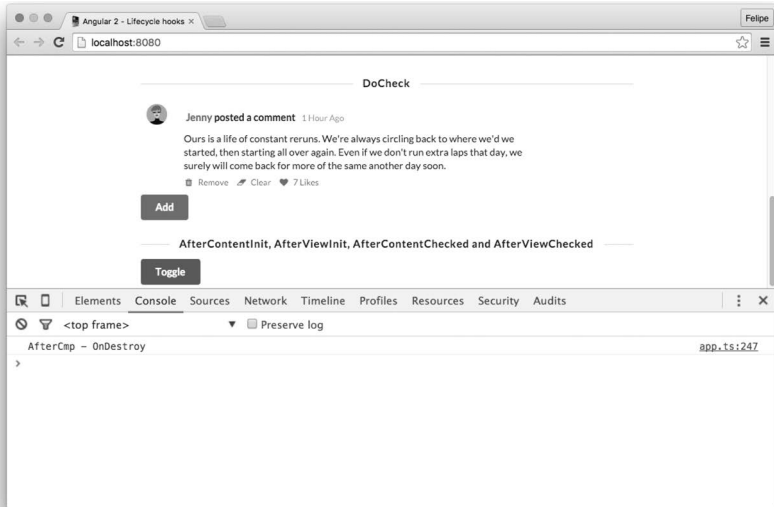 Angular 2 - Lifecycle hooks ×
Felipe
localhost:8080
DoCheck
Jenny posted a comment 1 Hour Ago
Ours is a life of constant reruns. We're always circling back to where we'd we
started, then starting all over again. Even if we don't run extra laps that day, we
surely will come back for more of the same another day soon.
Remove Clear 7 Likes
Add
AfterContentInit, AfterViewInit, AfterContentChecked and AfterViewChecked
Toggle
Elements Console Sources Network Timeline Profiles Resources Security Audits
<top frame> ▼ Preserve log
AfterCmp – OnDestroy app.ts:247
>